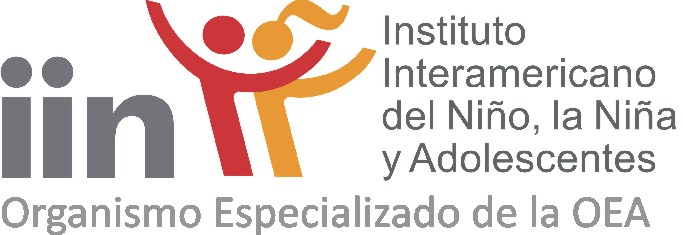 iin
Instituto
Interamericano
del Niño, la Niña
y Adolescentes
Organismo Especializado de la OEA